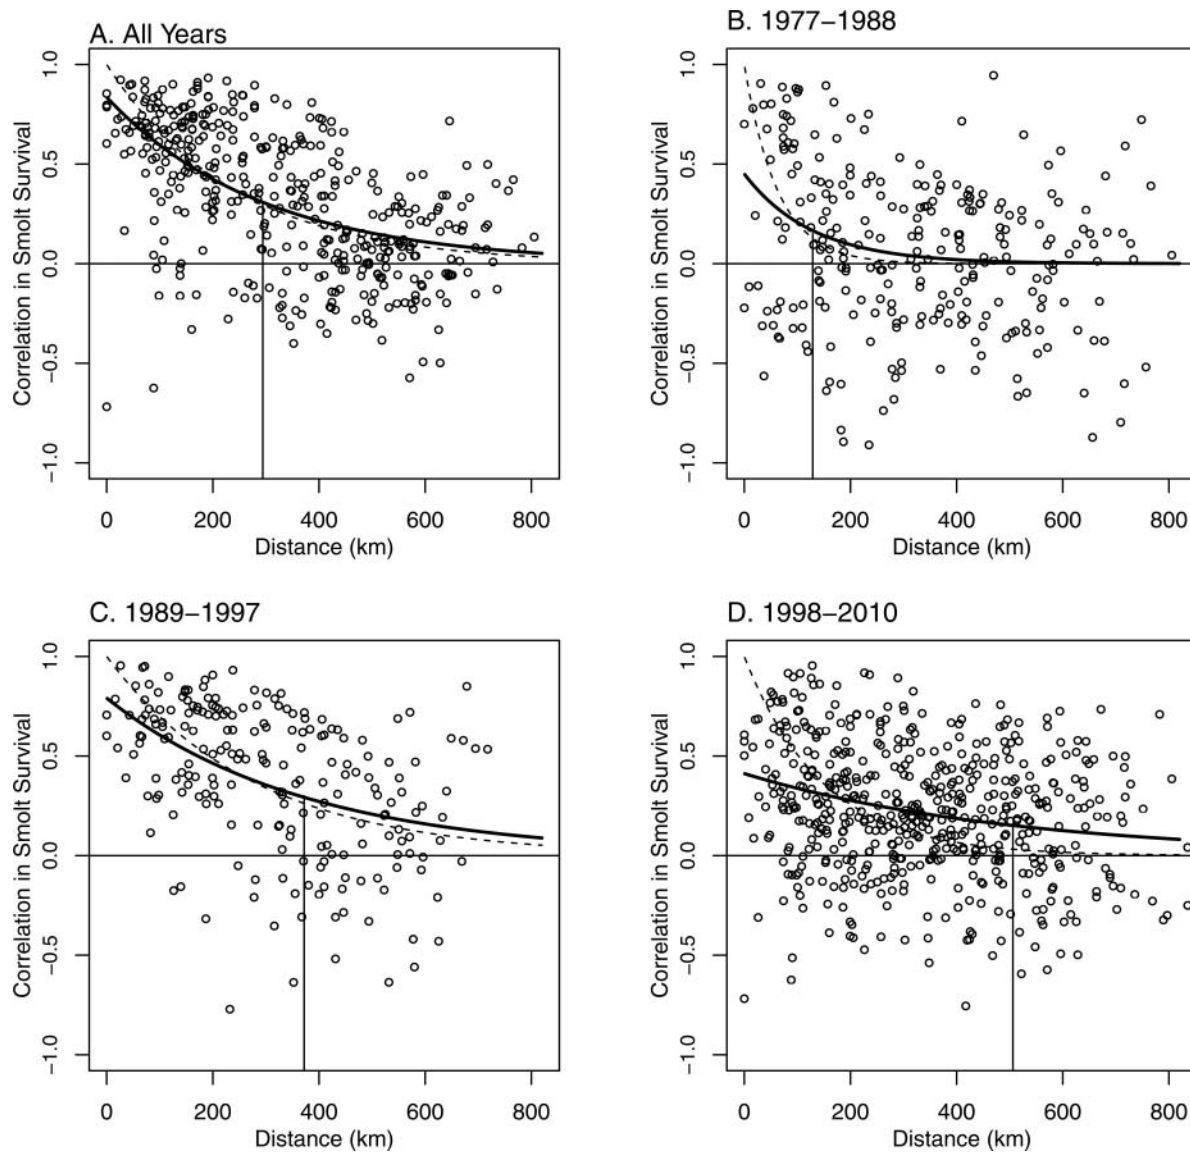 A. All Years
Correlation in Smolt Survival
1.0
0.5
0.0
−0.5
−1.0
0 200 400 600 800
Distance (km)
B. 1977−1988
Correlation in Smolt Survival
1.0
0.5
0.0
−0.5
−1.0
0 200 400 600 800
Distance (km)
C. 1989−1997
Correlation in Smolt Survival
1.0
0.5
0.0
−0.5
−1.0
0 200 400 600 800
Distance (km)
D. 1998−2010
Correlation in Smolt Survival
1.0
0.5
0.0
−0.5
−1.0
0 200 400 600 800
Distance (km)